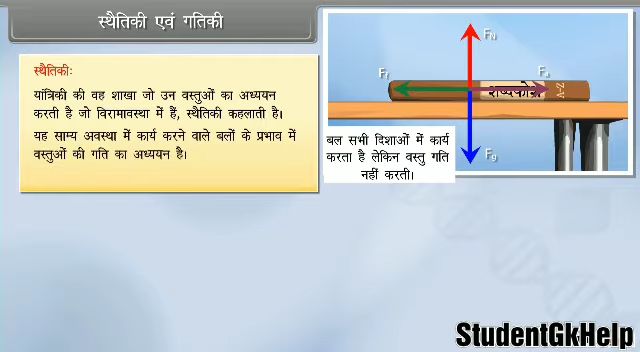 स्थैतिकी एवं गतिकी
स्थैतिकी:
यांत्रिकी की वह शाखा जो उन वस्तुओं का अध्ययन
करती है जो विरामावस्था में हैं, स्थैतिकी कहलाती है।
यह साम्य अवस्था में कार्य करने वाले बलों के प्रभाव में
वस्तुओं की गति का अध्ययन है।
FN
Ff
शब्दकोश
Fa
A-Z
Fg
बल सभी दिशाओं में कार्य
करता है लेकिन वस्तु गति
नहीं करती।
StudentGkHelp